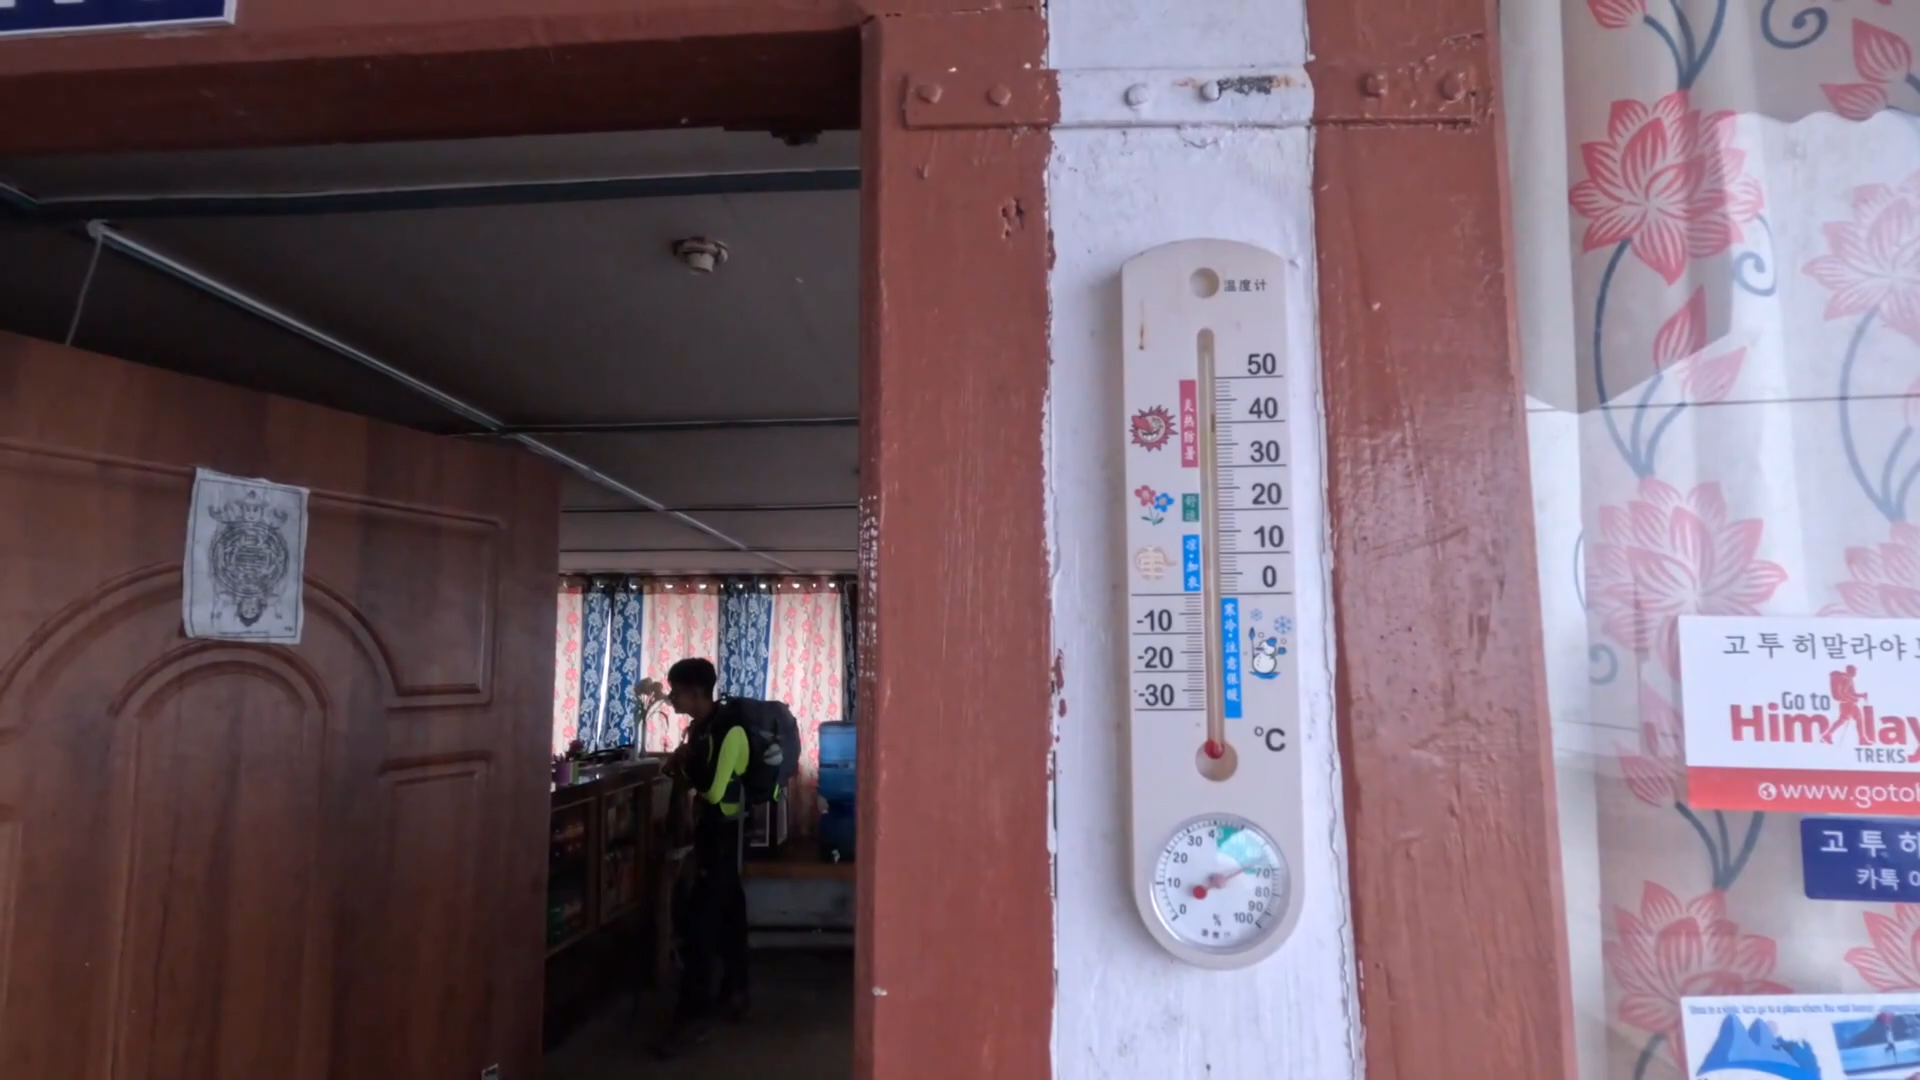 温度计
50
40
30
20
10
0
-10
-20
-30
炎热防暑
舒适
凉·加衣
寒冷·注意保暖
°C
0 10 20 30 40 70 80 90 100
%
고투히말라야
Go to
Himalay
TREKS
www.goto
고투히
카톡